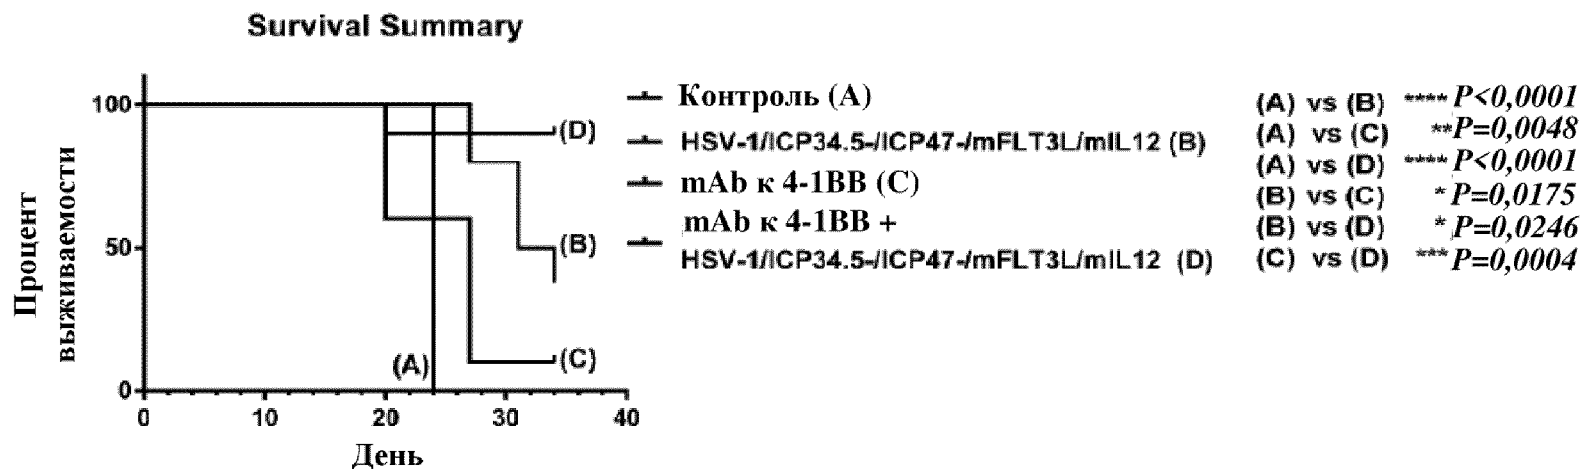 Survival Summary
Процент
выживаемости
100
50
0
0 10 20 30 40
День
(A)
(B)
(C)
(D)
Контроль (A)
HSV-1/ICP34.5-/ICP47-/mFLT3L/mIL12 (B)
mAb к 4-1BB (C)
mAb к 4-1BB +
HSV-1/ICP34.5-/ICP47-/mFLT3L/mIL12 (D)
(A) vs (B) **** P<0,0001
(A) vs (C) **P=0,0048
(A) vs (D) **** P<0,0001
(B) vs (C) * P=0,0175
(B) vs (D) * P=0,0246
(C) vs (D) *** P=0,0004